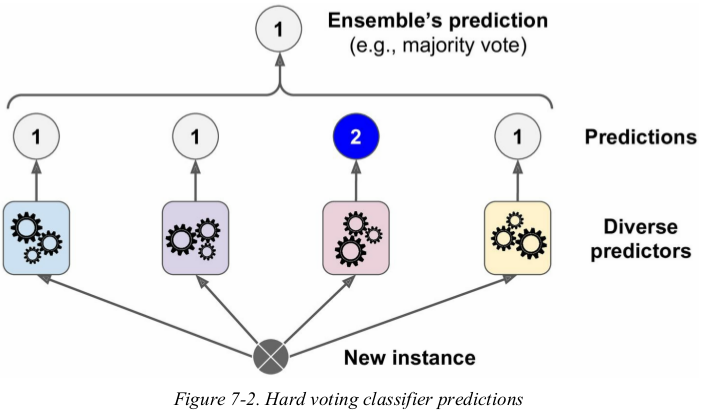 1
Ensemble's prediction
(e.g., majority vote)
1 1 2 1
Predictions
Diverse
predictors
New instance
Figure 7-2. Hard voting classifier predictions